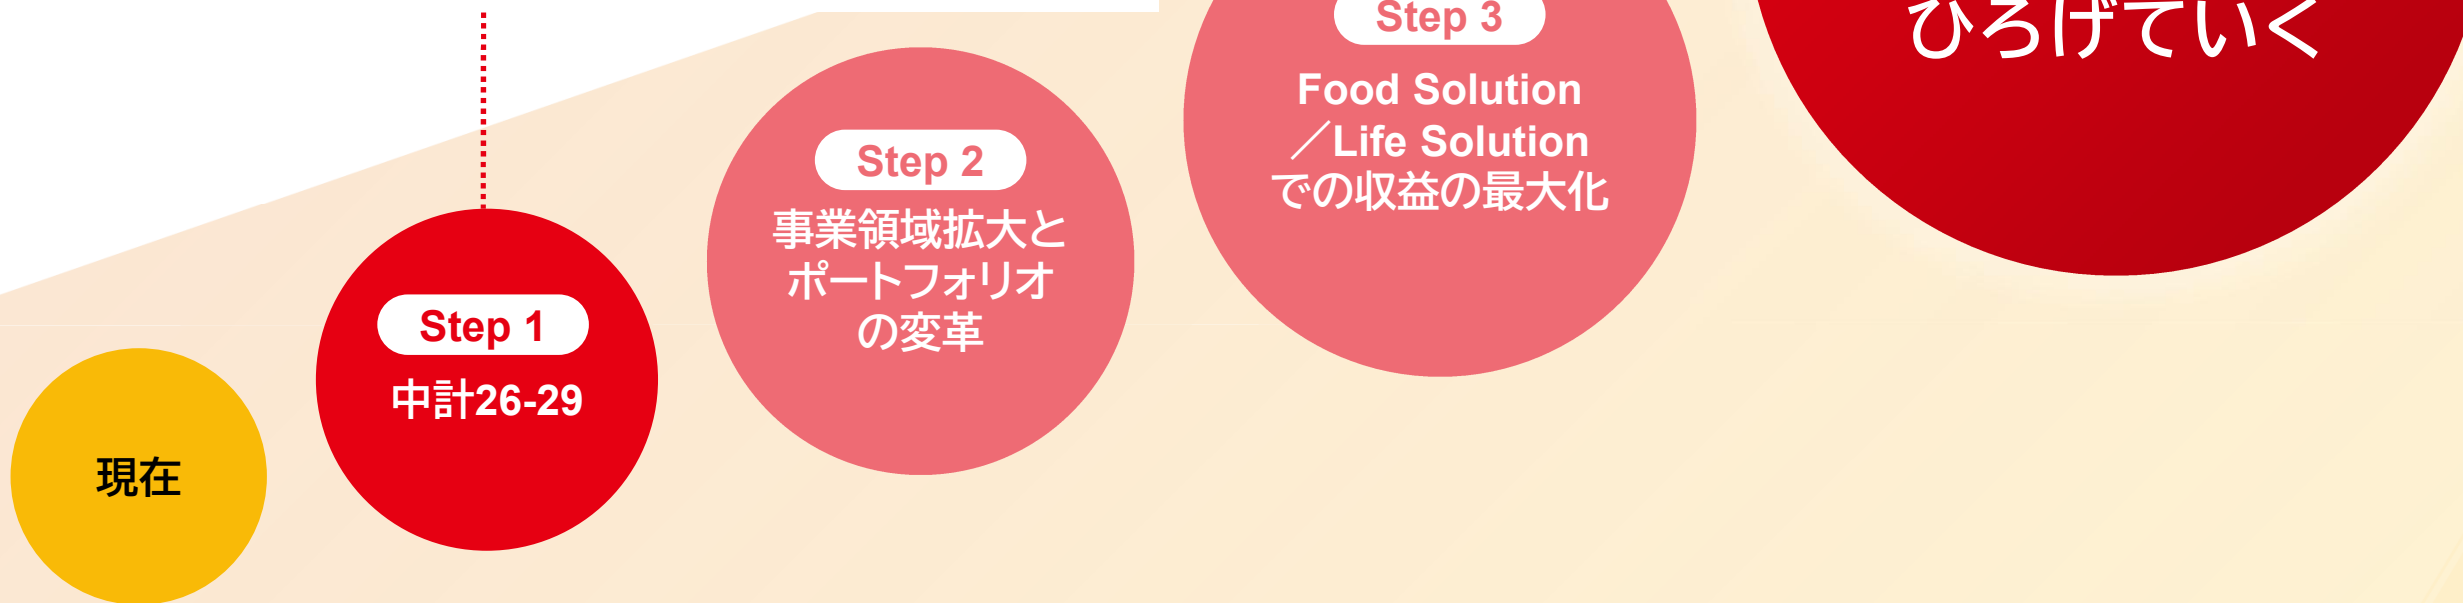 現在
Step 1
中計26-29
Step 2
事業領域拡大と
ポートフォリオ
の変革
Step 3
Food Solution
／Life Solution
での収益の最大化
ひろげていく